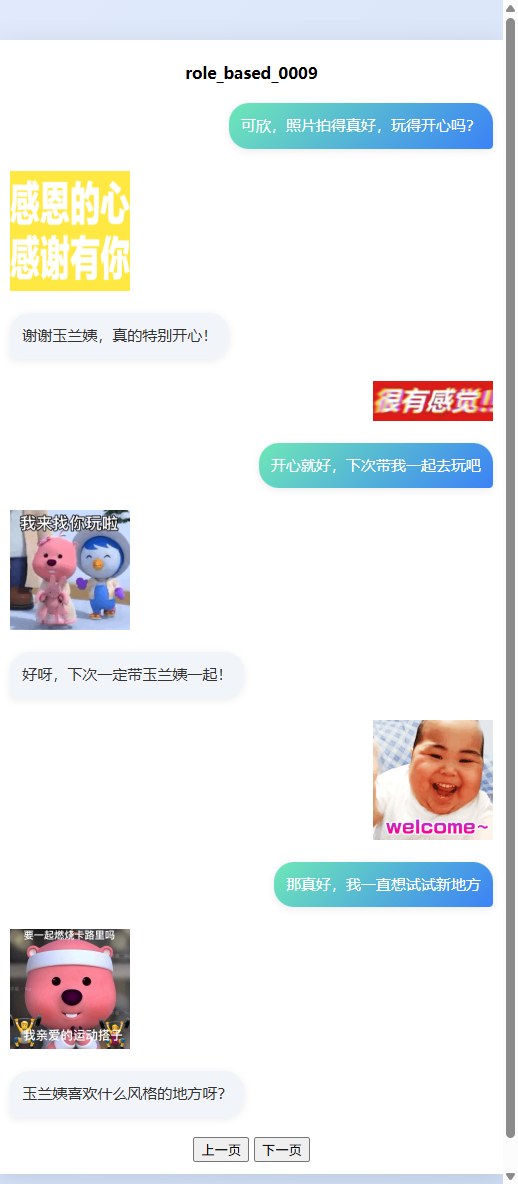 role_based_0009
可欣，照片拍得真好，玩得开心吗？
感恩的心
感谢有你
谢谢玉兰姨，真的特别开心！
很有感觉!!
开心就好，下次带我一起去玩吧
我来找你玩啦
好呀，下次一定带玉兰姨一起！
welcome~
那真好，我一直想试试新地方
要一起燃烧卡路里吗
我亲爱的运动搭子
玉兰姨喜欢什么风格的地方呀？
上一页 下一页